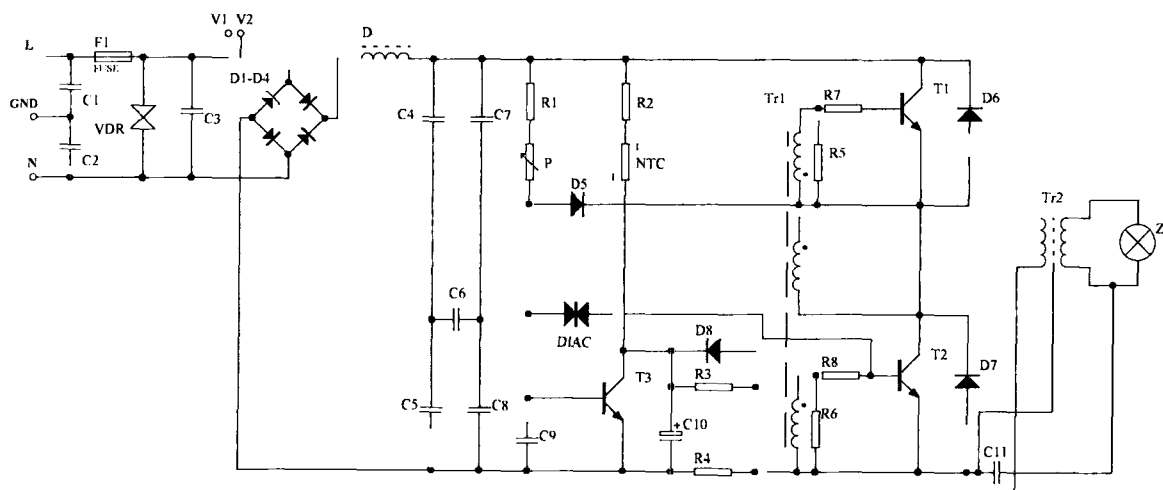 V1 V2
D
L
F1
FUSE
D1-D4
C1
GND
VDR
C3
C2
N
C4
C7
R1
R2
P
NTC
D5
Tr1
R7
T1
D6
R5
Tr2
Z
C6
DIAC
D8
T3
R3
R8
T2
D7
C5
C8
C9
C10
+
R6
R4
C11